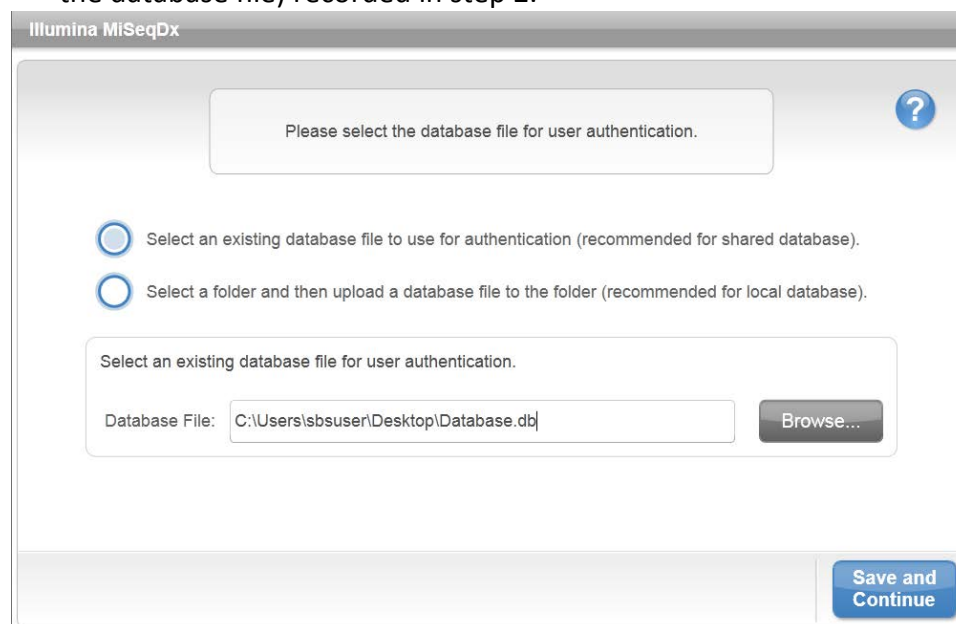 the database file) recorded in step 2.
Illumina MiSeqDx
Please select the database file for user authentication.
?
Select an existing database file to use for authentication (recommended for shared database).
Select a folder and then upload a database file to the folder (recommended for local database).
Select an existing database file for user authentication.
Database File: C:\Users\sbsuser\Desktop\Database.db Browse...
Save and
Continue